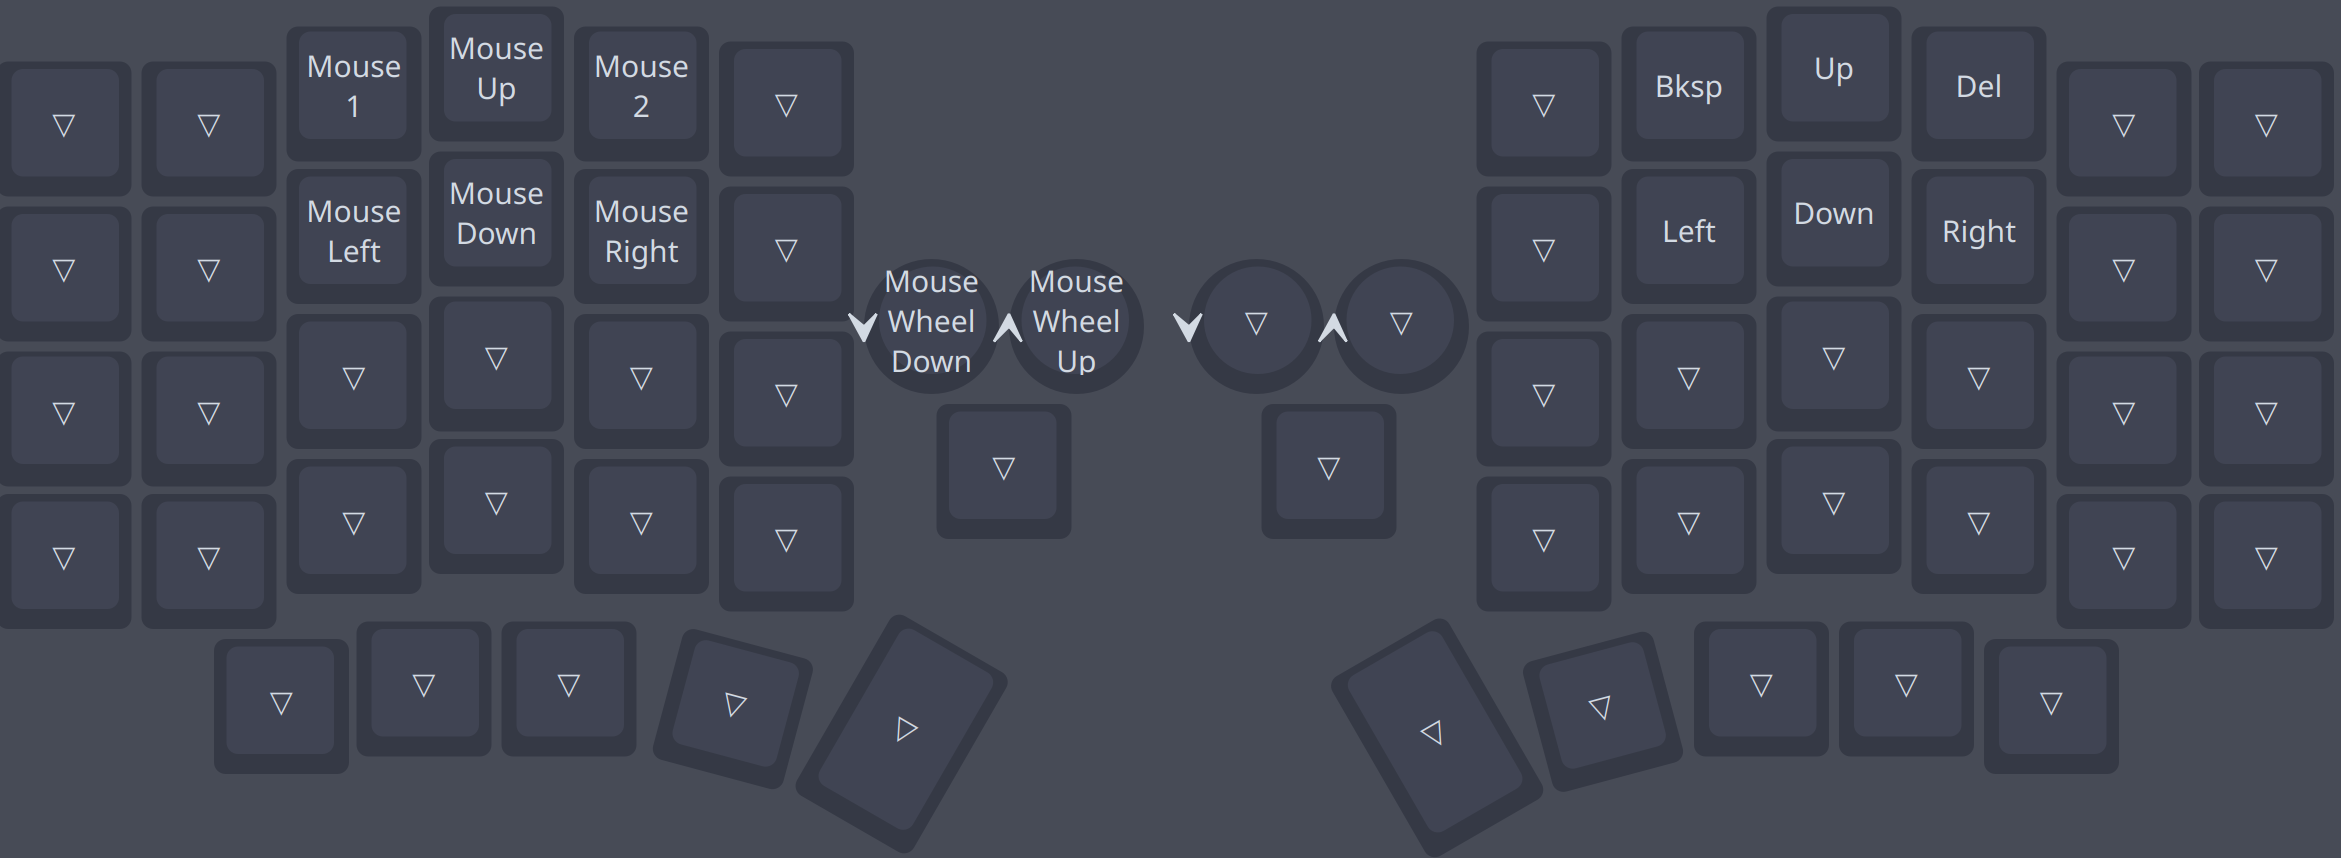 Mouse
1
Mouse
Up
Mouse
2
Bksp
Up
Del
Mouse
Left
Mouse
Down
Mouse
Right
Left
Down
Right
Mouse
Wheel
Down
Mouse
Wheel
Up